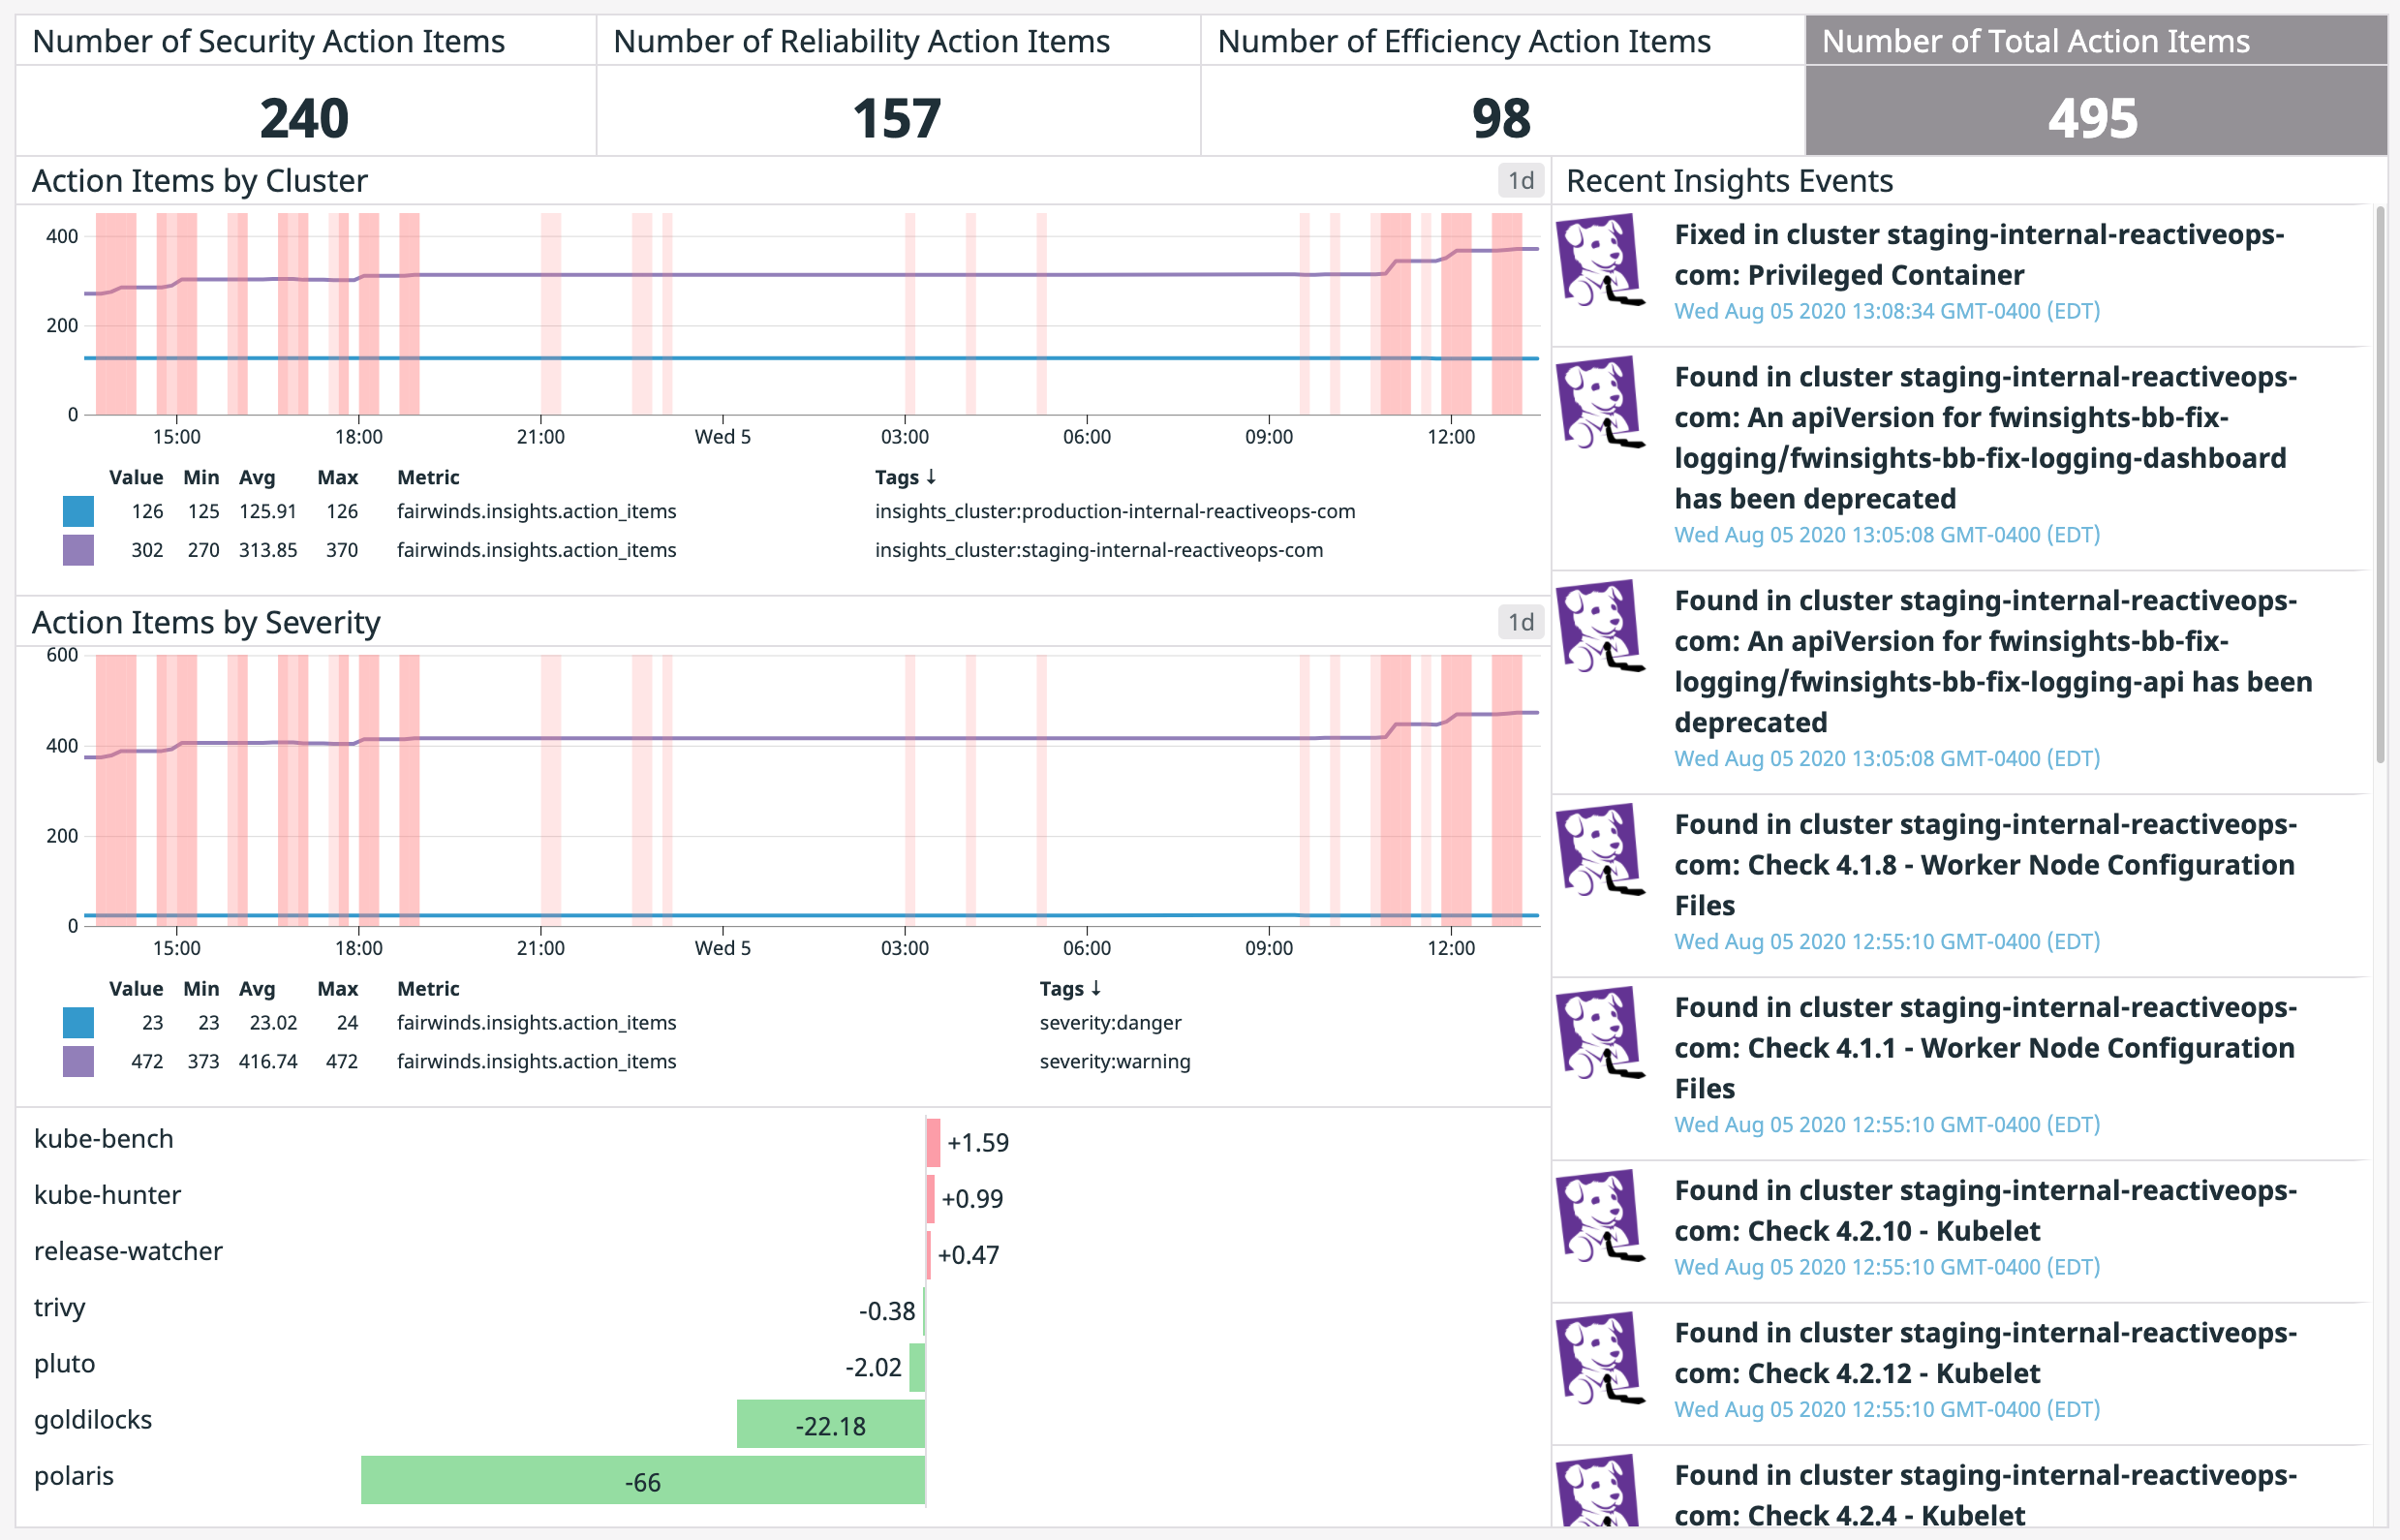 Number of Security Action Items
240
Number of Reliability Action Items
157
Number of Efficiency Action Items
98
Number of Total Action Items
495
Action Items by Cluster
1d
400
200
0
15:00 18:00 21:00 Wed 5 03:00 06:00 09:00 12:00
Value Min Avg Max Metric Tags ↓
126 125 125.91 126 fairwinds.insights.action_items insights_cluster:production-internal-reactiveops-com
302 270 313.85 370 fairwinds.insights.action_items insights_cluster:staging-internal-reactiveops-com
Action Items by Severity
1d
600
400
200
0
15:00 18:00 21:00 Wed 5 03:00 06:00 09:00 12:00
Value Min Avg Max Metric Tags ↓
23 23 23.02 24 fairwinds.insights.action_items severity:danger
472 373 416.74 472 fairwinds.insights.action_items severity:warning
kube-bench +1.59
kube-hunter +0.99
release-watcher +0.47
trivy -0.38
pluto -2.02
goldilocks -22.18
polaris -66
Recent Insights Events
Fixed in cluster staging-internal-reactiveops-
com: Privileged Container
Wed Aug 05 2020 13:08:34 GMT-0400 (EDT)
Found in cluster staging-internal-reactiveops-
com: An apiVersion for fwinsights-bb-fix-
logging/fwinsights-bb-fix-logging-dashboard
has been deprecated
Wed Aug 05 2020 13:05:08 GMT-0400 (EDT)
Found in cluster staging-internal-reactiveops-
com: An apiVersion for fwinsights-bb-fix-
logging/fwinsights-bb-fix-logging-api has been
deprecated
Wed Aug 05 2020 13:05:08 GMT-0400 (EDT)
Found in cluster staging-internal-reactiveops-
com: Check 4.1.8 - Worker Node Configuration
Files
Wed Aug 05 2020 12:55:10 GMT-0400 (EDT)
Found in cluster staging-internal-reactiveops-
com: Check 4.1.1 - Worker Node Configuration
Files
Wed Aug 05 2020 12:55:10 GMT-0400 (EDT)
Found in cluster staging-internal-reactiveops-
com: Check 4.2.10 - Kubelet
Wed Aug 05 2020 12:55:10 GMT-0400 (EDT)
Found in cluster staging-internal-reactiveops-
com: Check 4.2.12 - Kubelet
Wed Aug 05 2020 12:55:10 GMT-0400 (EDT)
Found in cluster staging-internal-reactiveops-
com: Check 4.2.4 - Kubelet